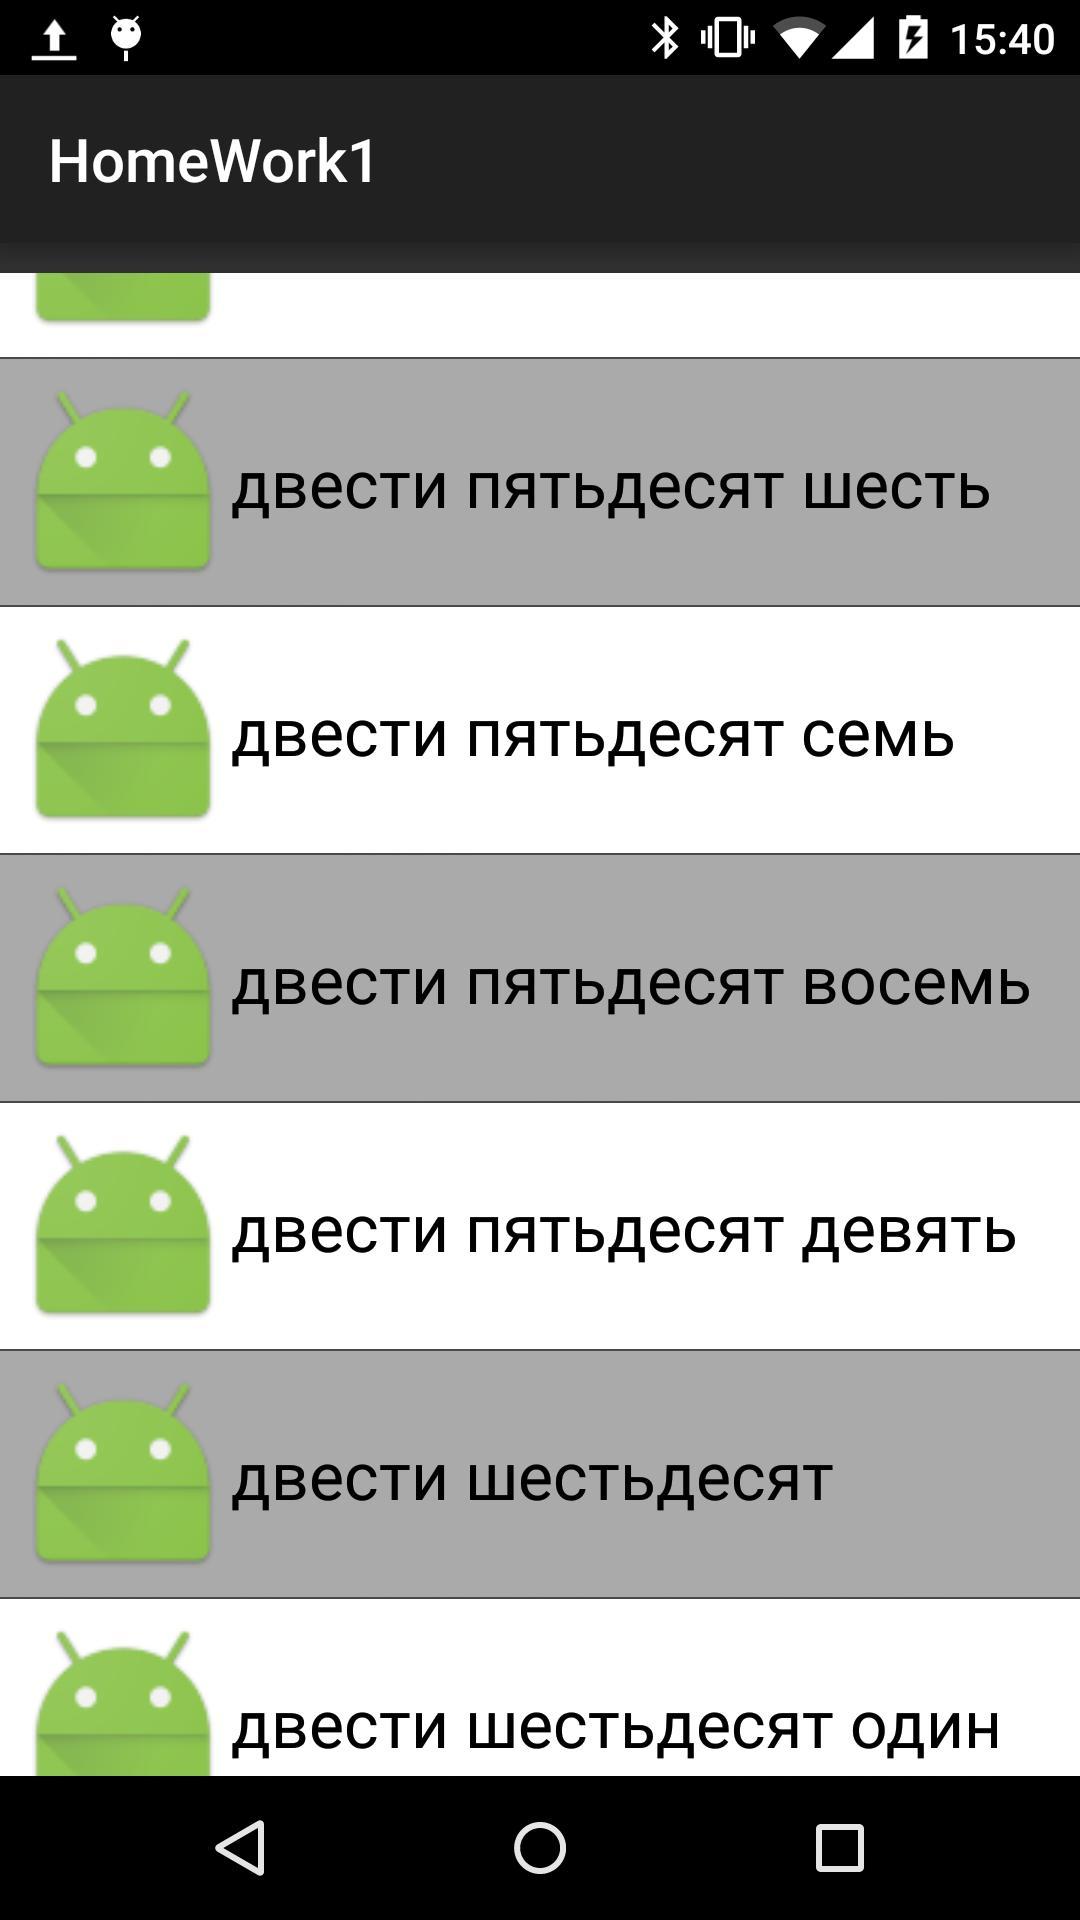 15:40
HomeWork1
двести пятьдесят шесть
двести пятьдесят семь
двести пятьдесят восемь
двести пятьдесят девять
двести шестьдесят
двести шестьдесят один